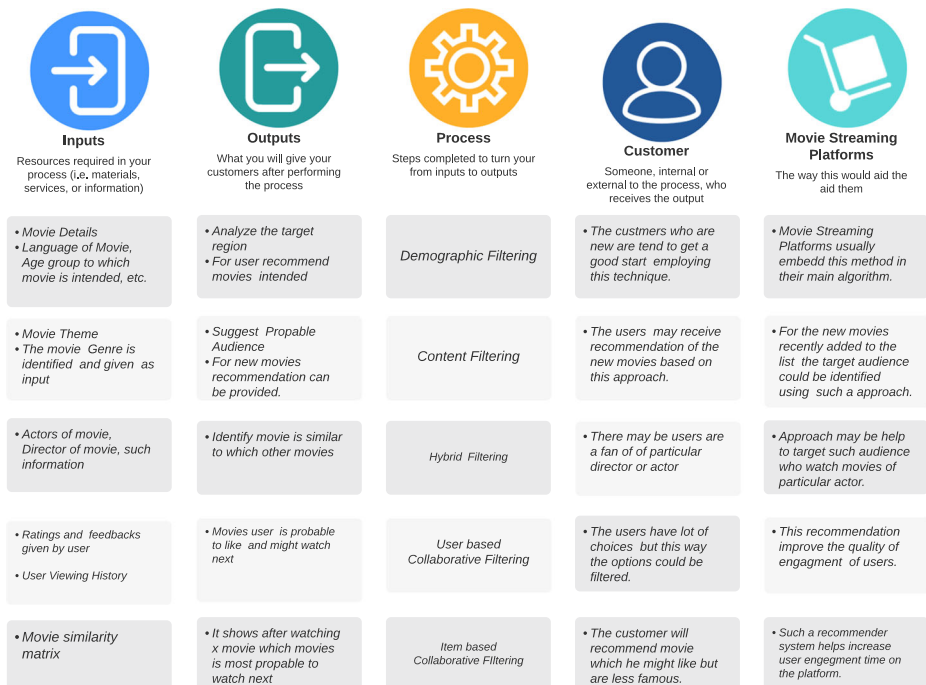 Inputs
Resources required in your
process (i.e. materials,
services, or information)
Outputs
What you will give your
customers after performing
the process
Process
Steps completed to turn your
from inputs to outputs
Customer
Someone, internal or
external to the process, who
receives the output
Movie Streaming
Platforms
The way this would aid the
aid them
• Movie Details
• Language of Movie,
Age group to which
movie is intended, etc.
• Analyze the target
region
• For user recommend
movies intended
Demographic Filtering
• The custmers who are
new are tend to get a
good start employing
this technique.
• Movie Streaming
Platforms usually
embedd this method in
their main algorithm.
• Movie Theme
• The movie Genre is
identified and given as
input
• Suggest Propable
Audience
• For new movies
recommendation can
be provided.
Content Filtering
• The users may receive
recommendation of the
new movies based on
this approach.
• For the new movies
recently added to the
list the target audience
could be identified
using such a approach.
• Actors of movie,
Director of movie, such
information
• Identify movie is similar
to which other movies
Hybrid Filtering
• There may be users are
a fan of of particular
director or actor
• Approach may be help
to target such audience
who watch movies of
particular actor.
• Ratings and feedbacks
given by user
• User Viewing History
• Movies user is probable
to like and might watch
next
User based
Collaborative Filtering
• The users have lot of
choices but this way
the options could be
filtered.
• This recommendation
improve the quality of
engagment of users.
• Movie similarity
matrix
• It shows after watching
x movie which movies
is most propable to
watch next
Item based
Collaborative FIltering
• The customer will
recommend movie
which he might like but
are less famous.
• Such a recommender
system helps increase
user engegment time on
the platform.